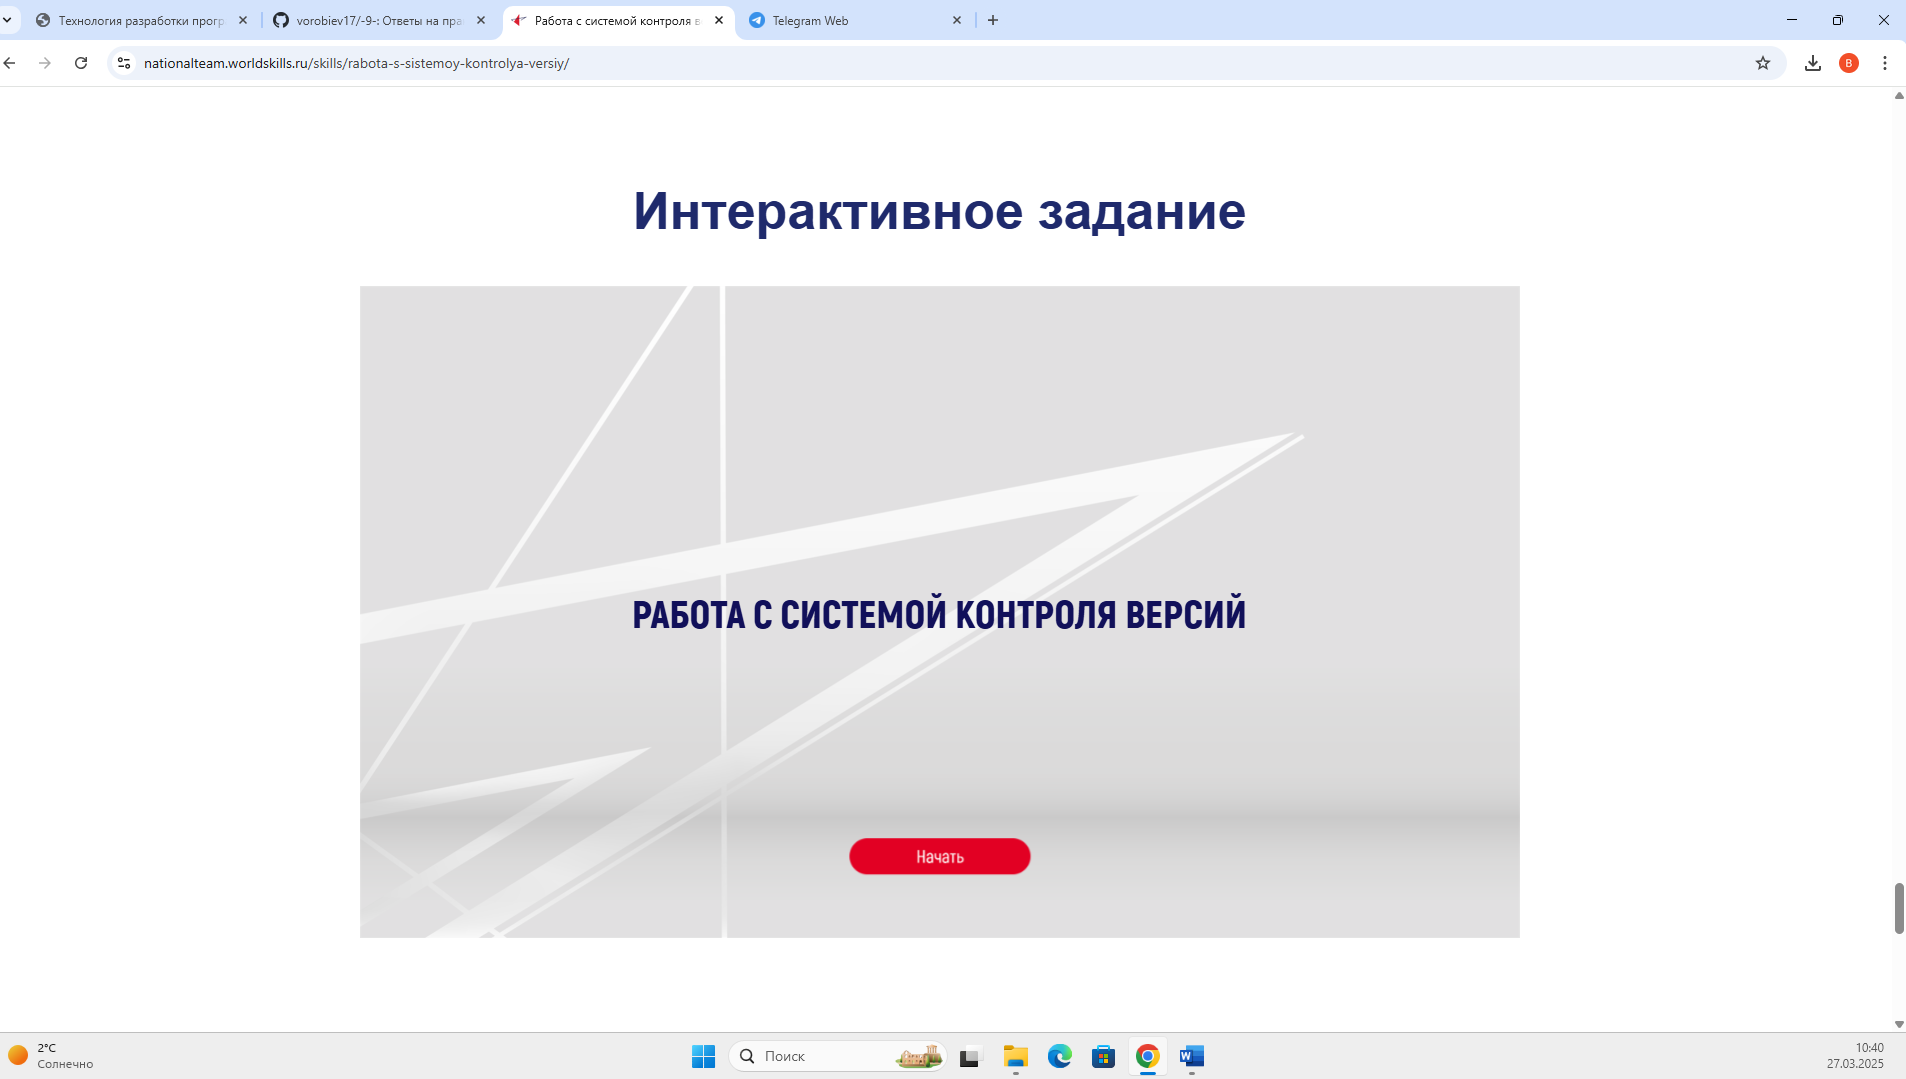 Технология разработки прогр
vorobiev17/-9-: Ответы на пра
Работа с системой контроля в
Telegram Web
nationalteam.worldskills.ru/skills/rabota-s-sistemoy-kontrolya-versiy/
B
Интерактивное задание
РАБОТА С СИСТЕМОЙ КОНТРОЛЯ ВЕРСИЙ
Начать
2°C
Солнечно
Поиск
10:40
27.03.2025